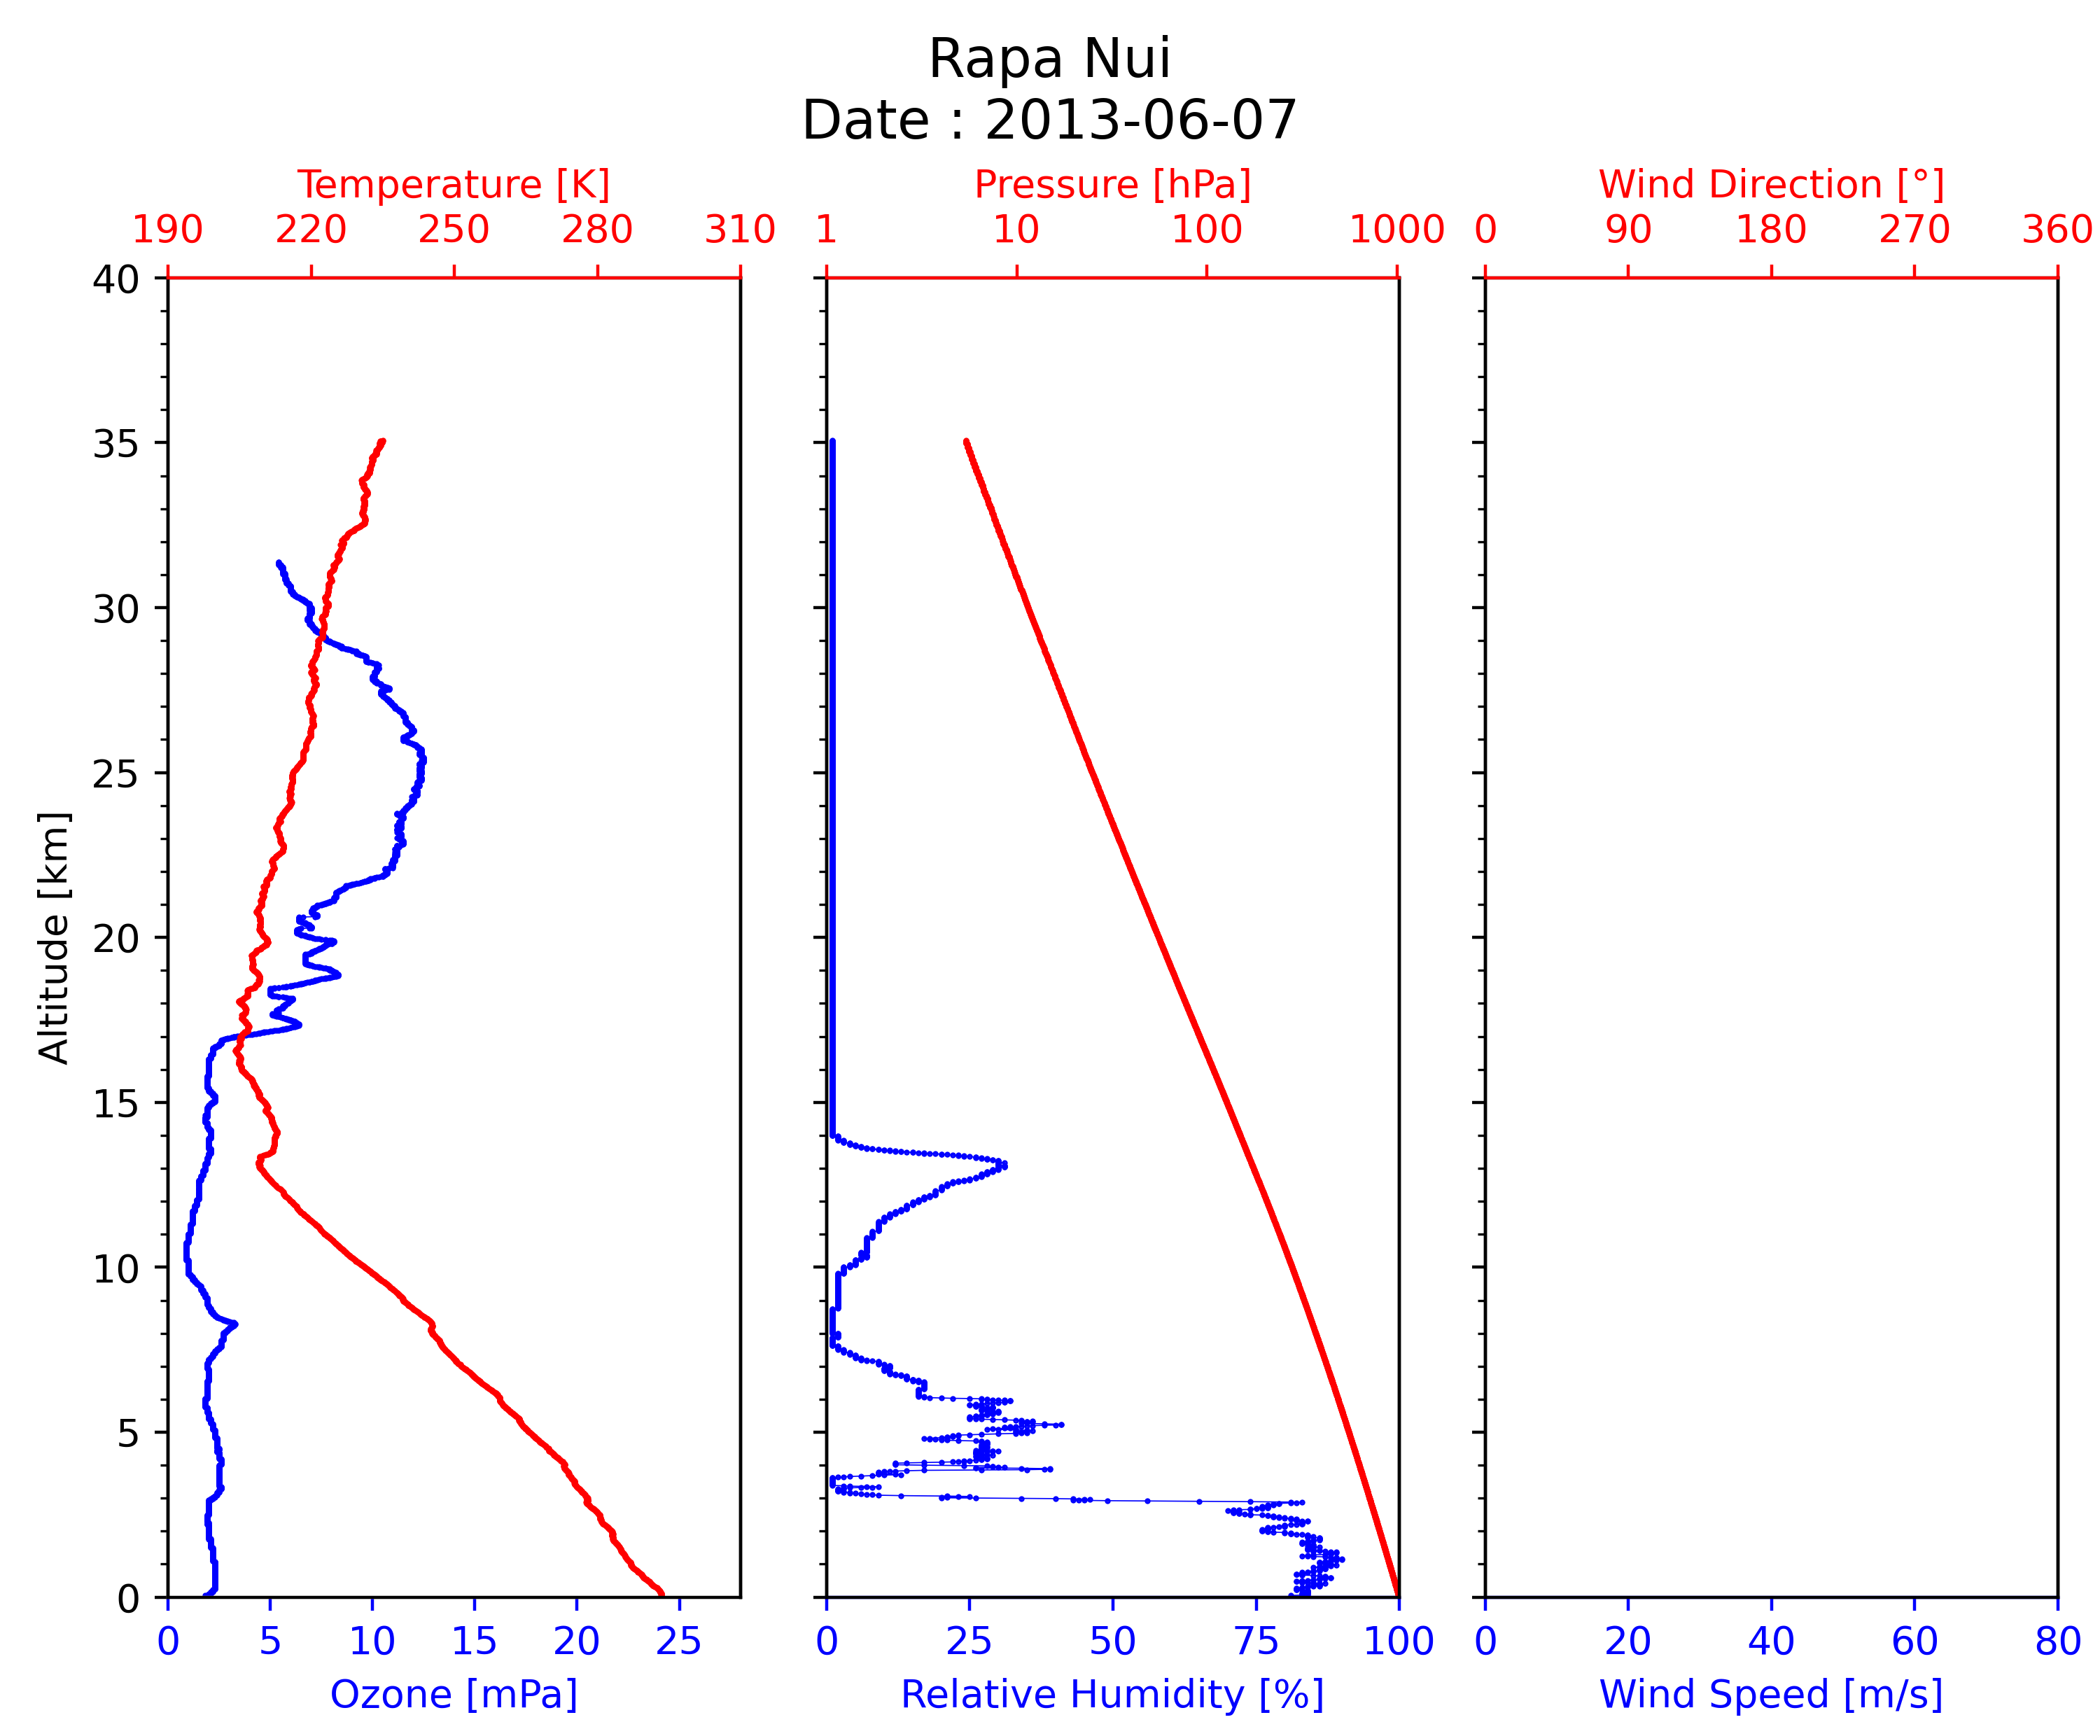 Rapa Nui
Date : 2013-06-07
Temperature [K]
190 220 250 280 310
Pressure [hPa]
1 10 100 1000
Wind Direction [°]
0 90 180 270 360
Altitude [km]
40
35
30
25
20
15
10
5
0
0 5 10 15 20 25
Ozone [mPa]
0 25 50 75 100
Relative Humidity [%]
0 20 40 60 80
Wind Speed [m/s]